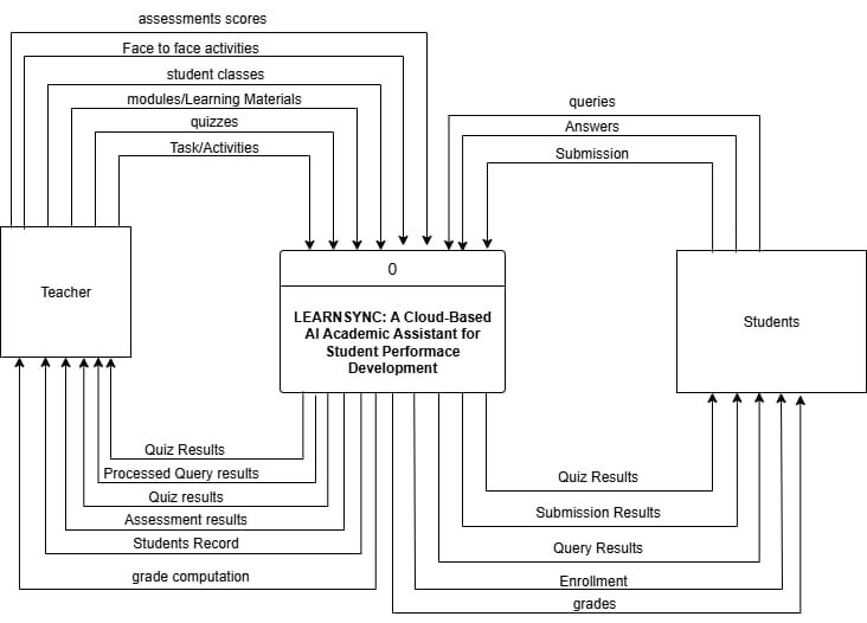 assessments scores
Face to face activities
student classes
modules/Learning Materials
quizzes
Task/Activities
queries
Answers
Submission
Teacher
0
LEARNSYNC: A Cloud-Based
AI Academic Assistant for
Student Performace
Development
Students
Quiz Results
Processed Query results
Quiz results
Assessment results
Students Record
grade computation
Quiz Results
Submission Results
Query Results
Enrollment
grades